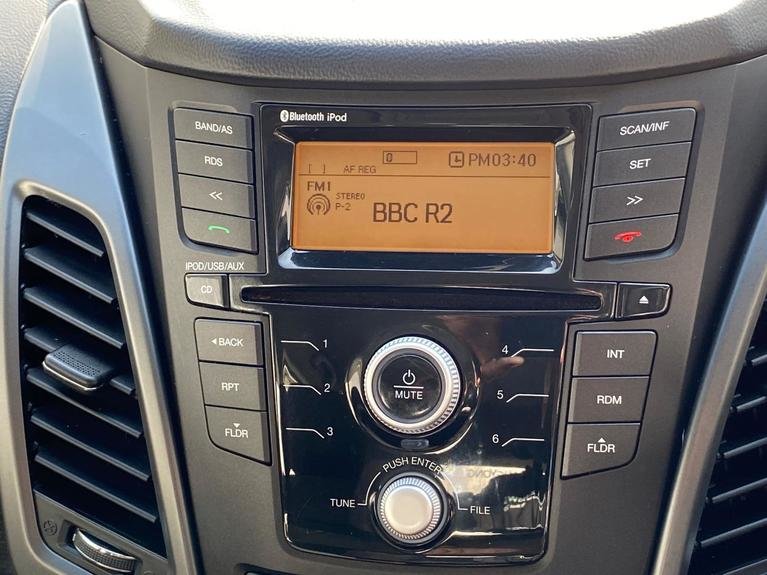 Bluetooth iPod
BAND/AS
RDS
<<
0
PM03:40
[ ] AF REG
FM1
STEREO
P-2
BBC R2
SCAN/INF
SET
>>
IPOD/USB/AUX
CD
◂BACK
RPT
FLDR
1
2
3
MUTE
4
5
6
INT
RDM
FLDR
PUSH ENTER
TUNE
FILE